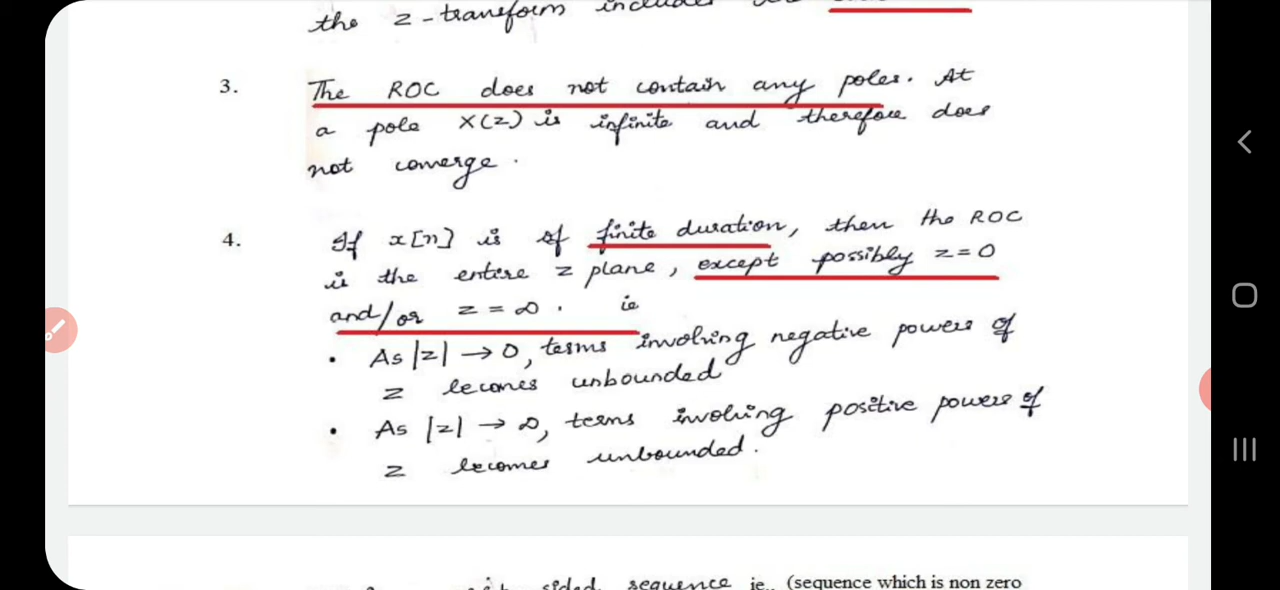 the z-transform
3. The ROC does not contain any poles. At
a pole X(z) is infinite and therefore does
not converge.
4. If x[n] is of finite duration, then the ROC
is the entire z plane, except possibly z=0
and/or z = ∞. ie
• As |z| → 0, terms involving negative powers of
z becomes unbounded
• As |z| → ∞, terms involving positive powers of
z becomes unbounded.
sided sequence ie., (sequence which is non zero